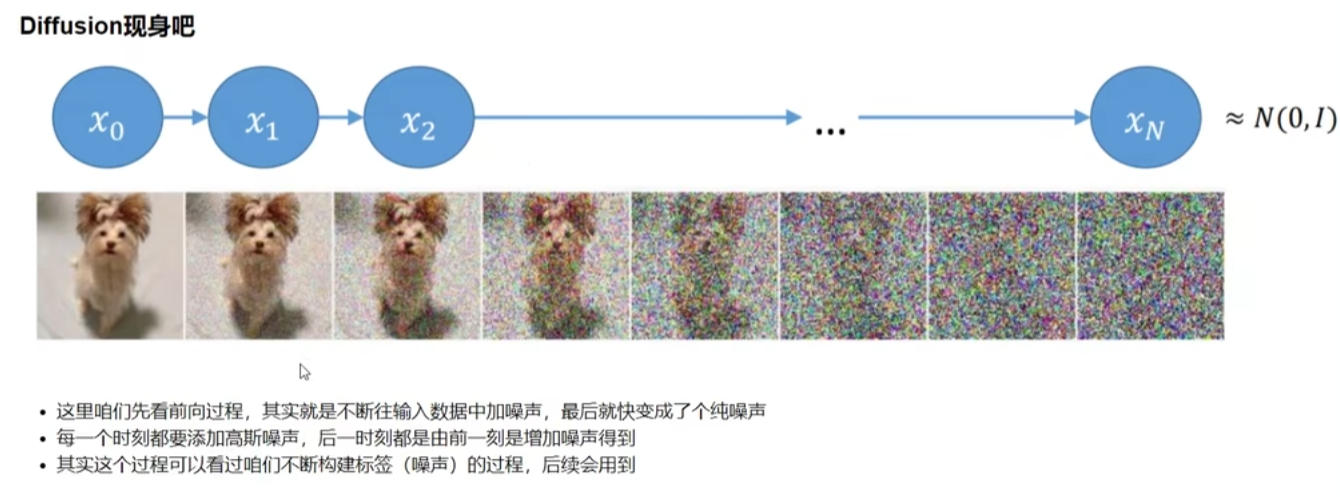 Diffusion现身吧
x₀ x₁ x₂ ... x_N ≈ N(0,I)
• 这里咱们先看前向过程，其实就是不断往输入数据中加噪声，最后就快变成了个纯噪声
• 每一个时刻都要添加高斯噪声，后一时刻都是由前一刻是增加噪声得到
• 其实这个过程可以看过咱们不断构建标签（噪声）的过程，后续会用到